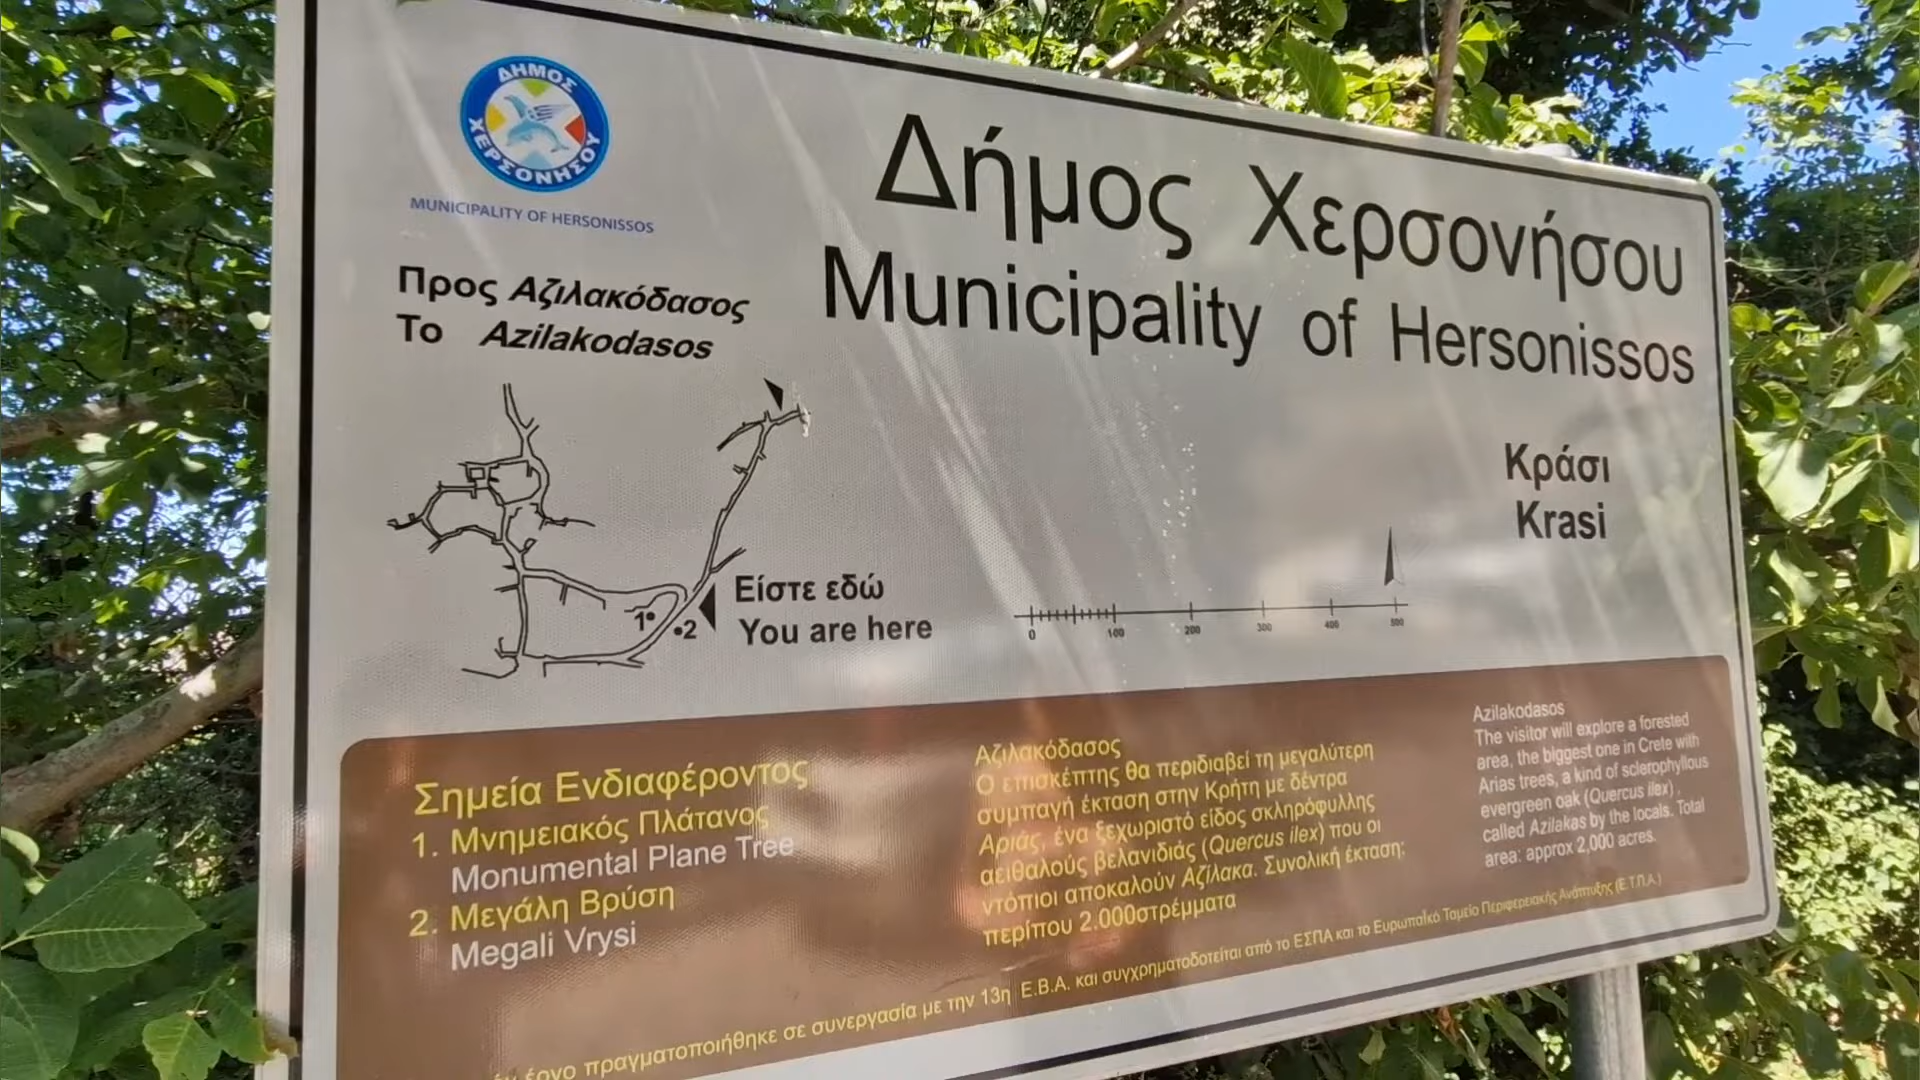 ΔΗΜΟΣ
ΧΕΡΣΟΝΗΣΟΥ
MUNICIPALITY OF HERSONISSOS
Δήμος Χερσονήσου
Municipality of Hersonissos
Προς Αζιλακόδασος
To Azilakodasos
Κράσι
Krasi
Είστε εδώ
You are here
1
2
0 100 200 300 400 500
Σημεία Ενδιαφέροντος
1. Μνημειακός Πλάτανος
Monumental Plane Tree
2. Μεγάλη Βρύση
Megali Vrysi
Αζιλακόδασος
Ο επισκέπτης θα περιδιαβεί τη μεγαλύτερη
συμπαγή έκταση στην Κρήτη με δέντρα
Αριάς, ένα ξεχωριστό είδος σκληρόφυλλης
αειθαλούς βελανιδιάς (Quercus ilex) που οι
ντόπιοι αποκαλούν Αζίλακα. Συνολική έκταση:
περίπου 2.000στρέμματα
Azilakodasos
The visitor will explore a forested
area, the biggest one in Crete with
Arias trees, a kind of sclerophyllous
evergreen oak (Quercus ilex) ,
called Azilakas by the locals. Total
area: approx 2,000 acres.
έργο πραγματοποιήθηκε σε συνεργασία με την 13η Ε.Β.Α. και συγχρηματοδοτείται από το ΕΣΠΑ και το Ευρωπαϊκό Ταμείο Περιφερειακής Ανάπτυξης (Ε.Τ.Π.Α.)